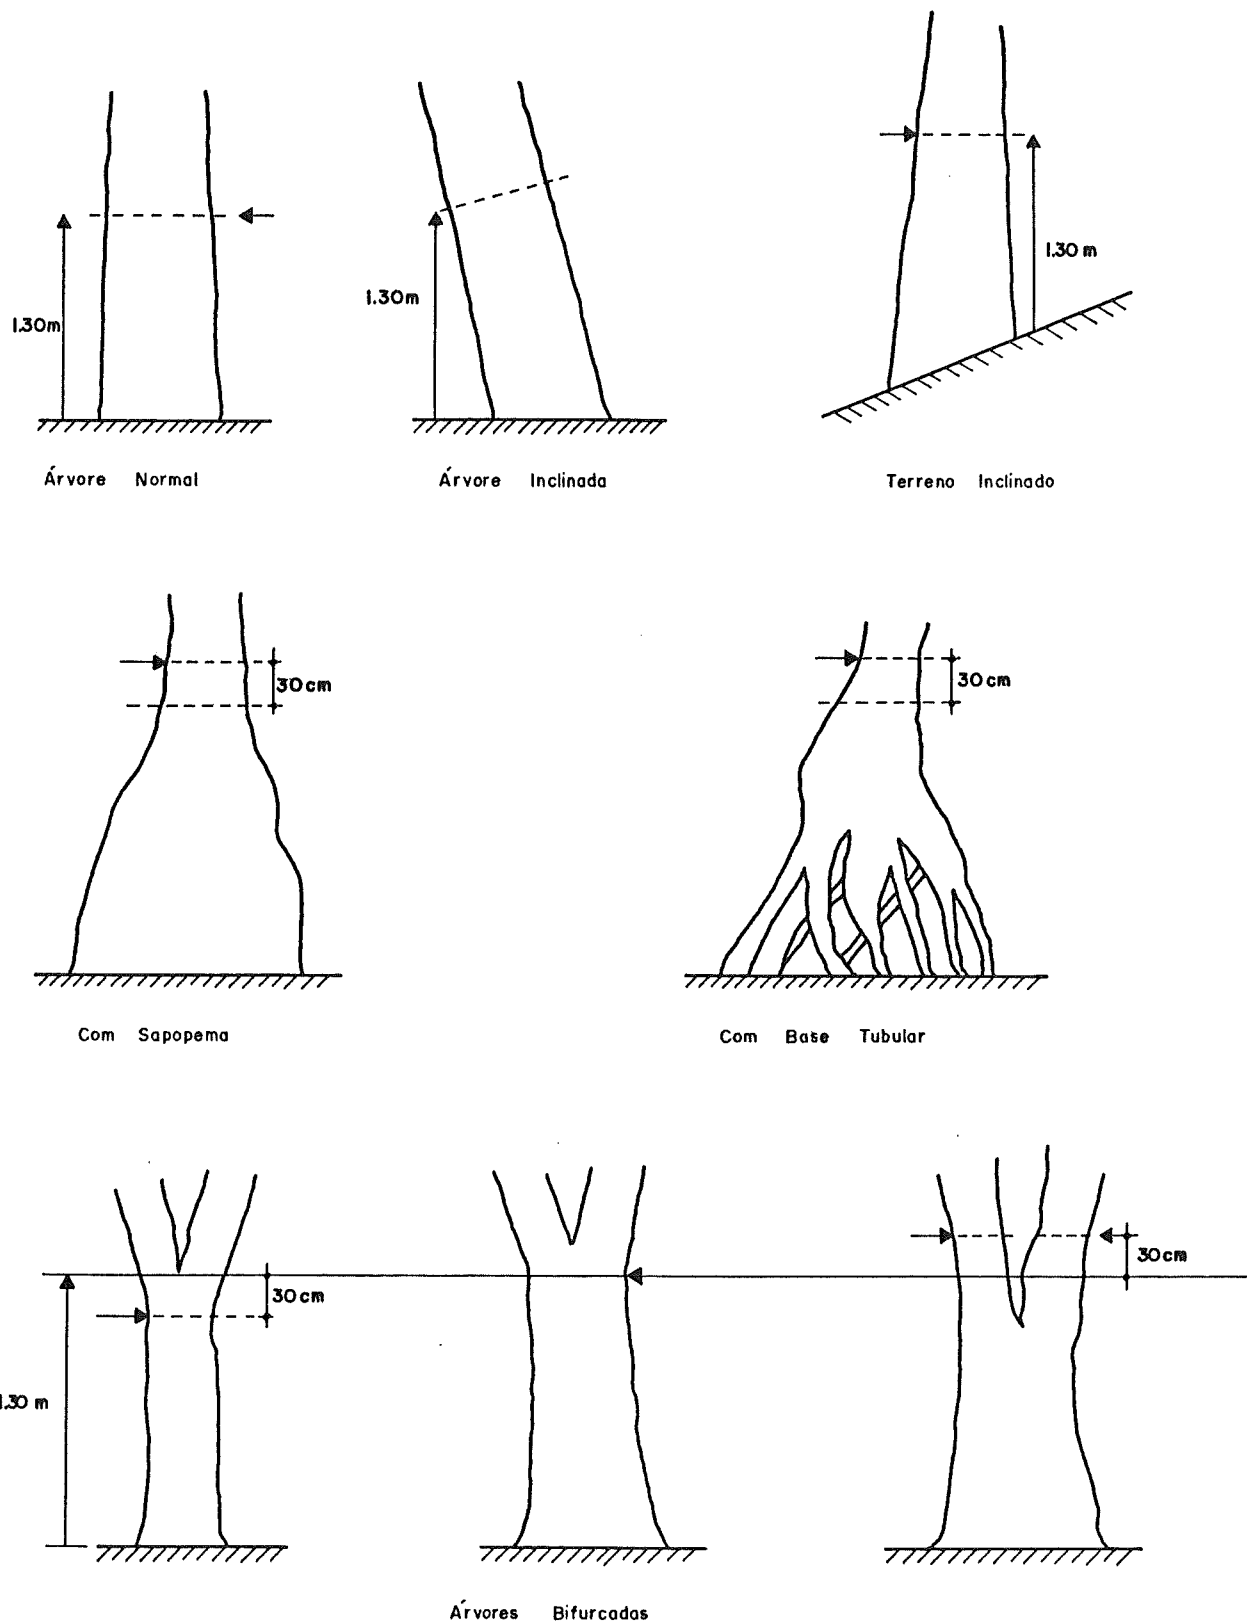 1.30m
1.30m
1.30 m
Árvore Normal
Árvore Inclinada
Terreno Inclinado
30cm
30cm
Com Sapopema
Com Base Tubular
30cm
30cm
1.30 m
Árvores Bifurcadas